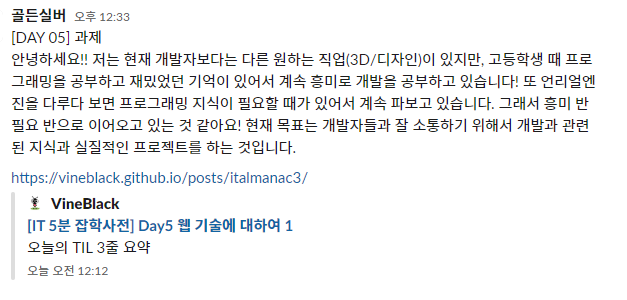 골든실버 오후 12:33
[DAY 05] 과제
안녕하세요!! 저는 현재 개발자보다는 다른 원하는 직업(3D/디자인)이 있지만, 고등학생 때 프로
그래밍을 공부하고 재밌었던 기억이 있어서 계속 흥미로 개발을 공부하고 있습니다! 또 언리얼엔
진을 다루다 보면 프로그래밍 지식이 필요할 때가 있어서 계속 파보고 있습니다. 그래서 흥미 반
필요 반으로 이어오고 있는 것 같아요! 현재 목표는 개발자들과 잘 소통하기 위해서 개발과 관련
된 지식과 실질적인 프로젝트를 하는 것입니다.
https://vineblack.github.io/posts/italmanac3/
VineBlack
[IT 5분 잡학사전] Day5 웹 기술에 대하여 1
오늘의 TIL 3줄 요약
오늘 오전 12:12